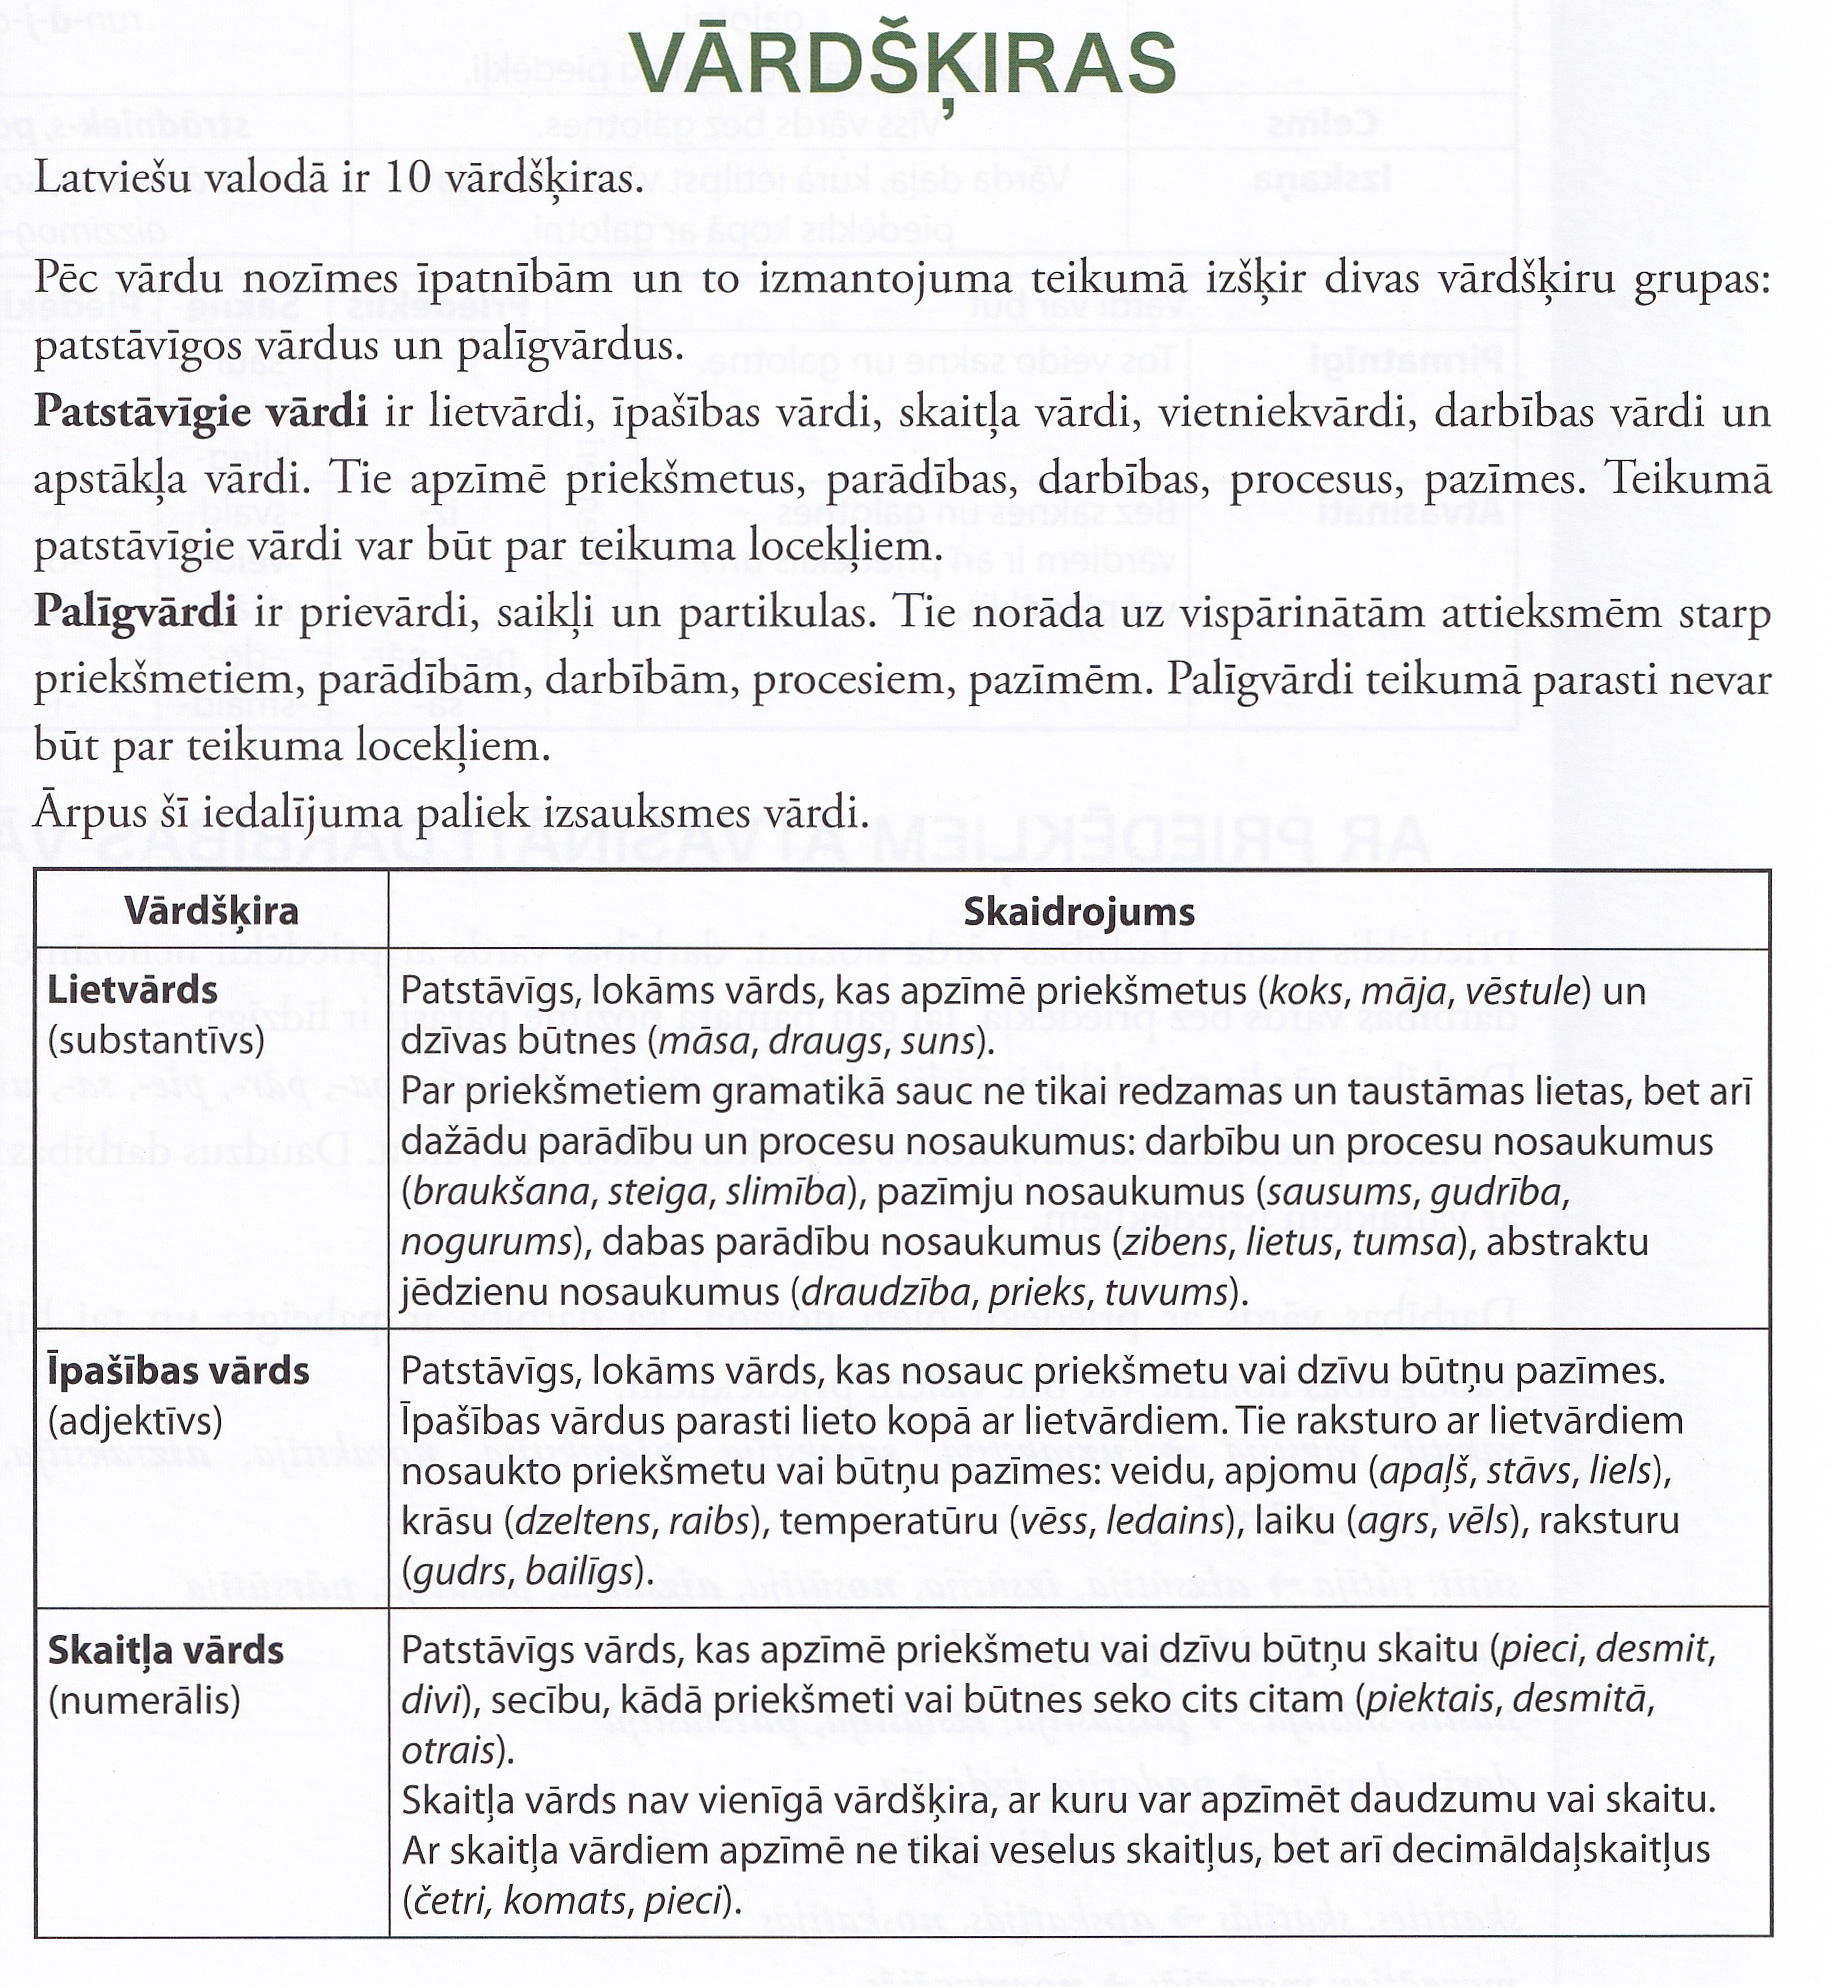 VĀRDŠĶIRAS
Latviešu valodā ir 10 vārdšķiras.
Pēc vārdu nozīmes īpatnībām un to izmantojuma teikumā izšķir divas vārdšķiru grupas:
patstāvīgos vārdus un palīgvārdus.
Patstāvīgie vārdi ir lietvārdi, īpašības vārdi, skaitļa vārdi, vietniekvārdi, darbības vārdi un
apstākļa vārdi. Tie apzīmē priekšmetus, parādības, darbības, procesus, pazīmes. Teikumā
patstāvīgie vārdi var būt par teikuma locekļiem.
Palīgvārdi ir prievārdi, saikļi un partikulas. Tie norāda uz vispārinātām attieksmēm starp
priekšmetiem, parādībām, darbībām, procesiem, pazīmēm. Palīgvārdi teikumā parasti nevar
būt par teikuma locekļiem.
Ārpus šī iedalījuma paliek izsauksmes vārdi.
Vārdšķira Skaidrojums
Lietvārds
(substantīvs)
Patstāvīgs, lokāms vārds, kas apzīmē priekšmetus (koks, māja, vēstule) un
dzīvas būtnes (māsa, draugs, suns).
Par priekšmetiem gramatikā sauc ne tikai redzamas un taustāmas lietas, bet arī
dažādu parādību un procesu nosaukumus: darbību un procesu nosaukumus
(braukšana, steiga, slimība), pazīmju nosaukumus (sausums, gudrība,
nogurums), dabas parādību nosaukumus (zibens, lietus, tumsa), abstraktu
jēdzienu nosaukumus (draudzība, prieks, tuvums).
Īpašības vārds
(adjektīvs)
Patstāvīgs, lokāms vārds, kas nosauc priekšmetu vai dzīvu būtņu pazīmes.
Īpašības vārdus parasti lieto kopā ar lietvārdiem. Tie raksturo ar lietvārdiem
nosaukto priekšmetu vai būtņu pazīmes: veidu, apjomu (apaļš, stāvs, liels),
krāsu (dzeltens, raibs), temperatūru (vēss, ledains), laiku (agrs, vēls), raksturu
(gudrs, bailīgs).
Skaitļa vārds
(numerālis)
Patstāvīgs vārds, kas apzīmē priekšmetu vai dzīvu būtņu skaitu (pieci, desmit,
divi), secību, kādā priekšmeti vai būtnes seko cits citam (piektais, desmitā,
otrais).
Skaitļa vārds nav vienīgā vārdšķira, ar kuru var apzīmēt daudzumu vai skaitu.
Ar skaitļa vārdiem apzīmē ne tikai veselus skaitļus, bet arī decimāldaļskaitļus
(četri, komats, pieci).